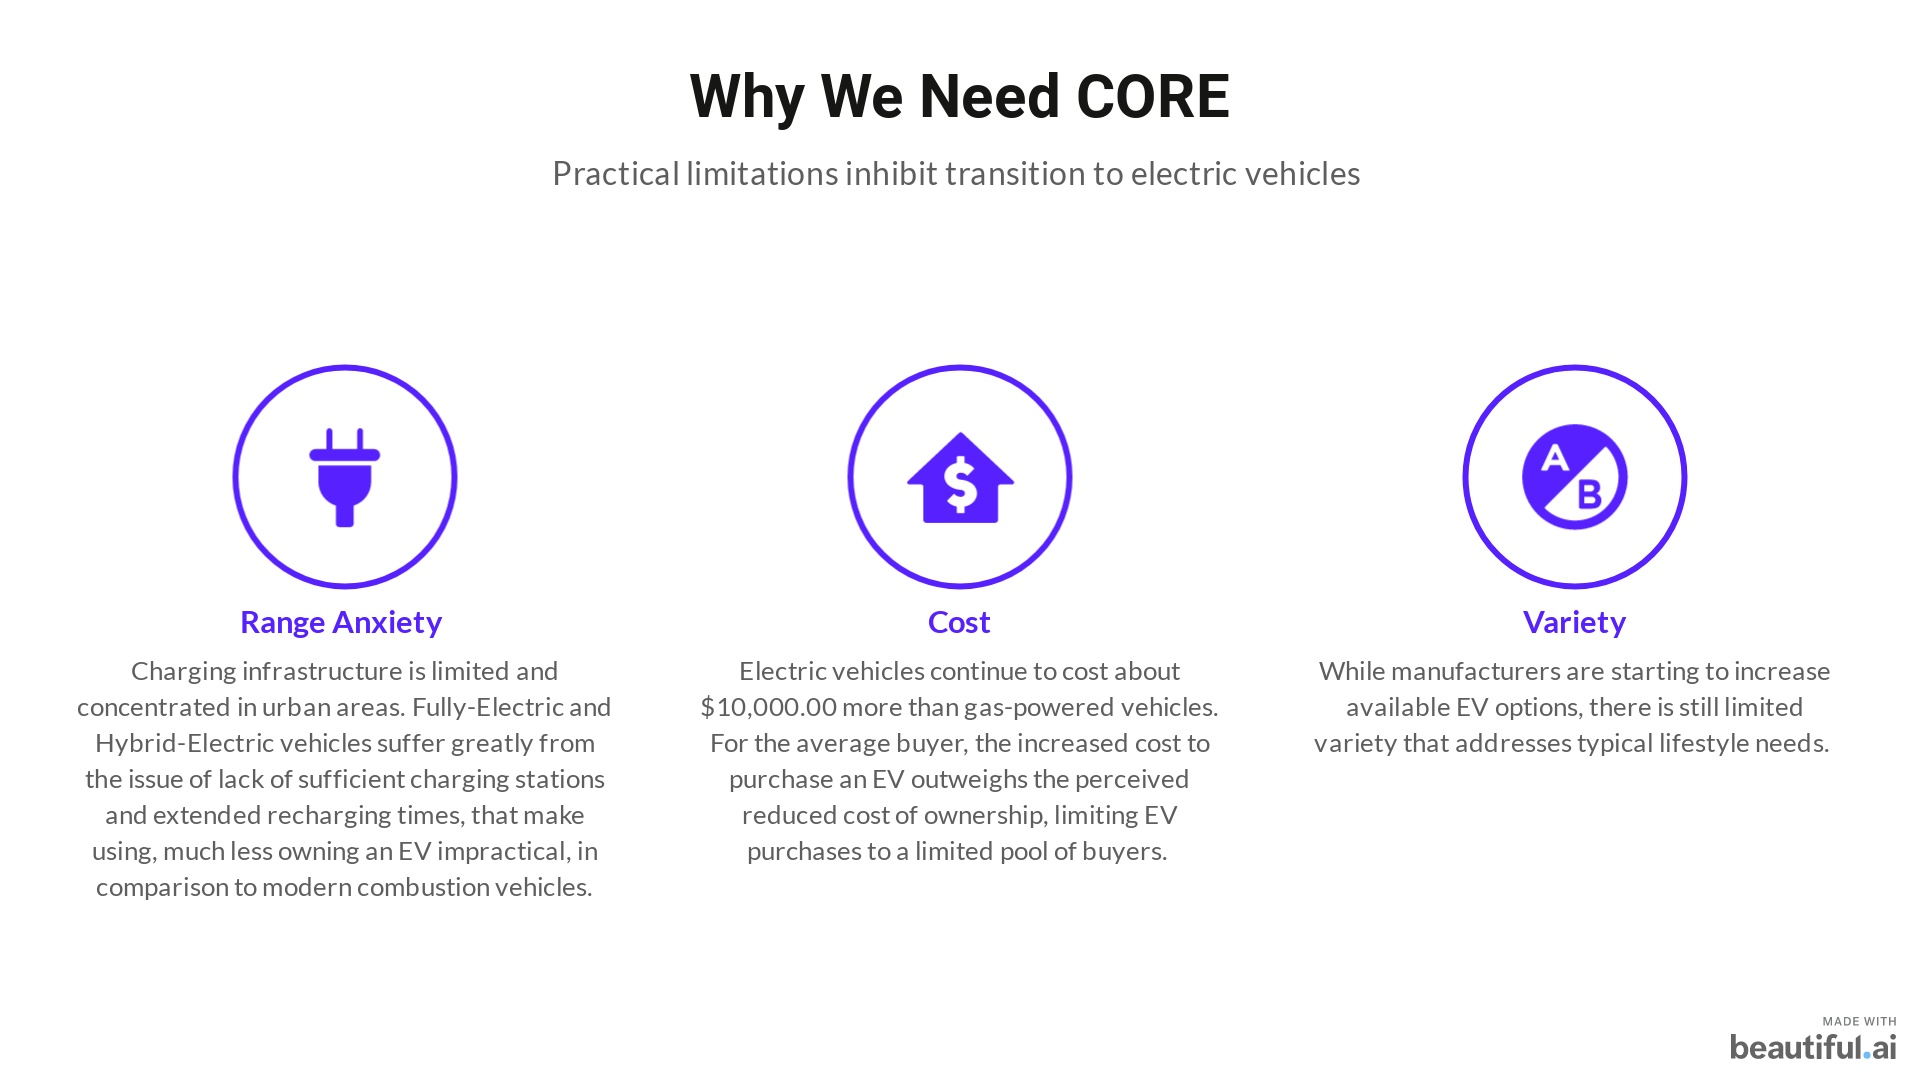 Why We Need CORE
Practical limitations inhibit transition to electric vehicles
$
A
B
Range Anxiety
Charging infrastructure is limited and
concentrated in urban areas. Fully-Electric and
Hybrid-Electric vehicles suffer greatly from
the issue of lack of sufficient charging stations
and extended recharging times, that make
using, much less owning an EV impractical, in
comparison to modern combustion vehicles.
Cost
Electric vehicles continue to cost about
$10,000.00 more than gas-powered vehicles.
For the average buyer, the increased cost to
purchase an EV outweighs the perceived
reduced cost of ownership, limiting EV
purchases to a limited pool of buyers.
Variety
While manufacturers are starting to increase
available EV options, there is still limited
variety that addresses typical lifestyle needs.
MADE WITH
beautiful.ai